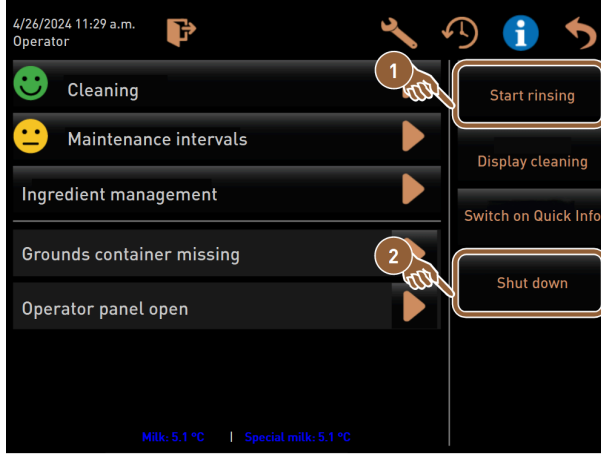 4/26/2024 11:29 a.m.
Operator
i
1
Cleaning
Start rinsing
Maintenance intervals
Display cleaning
Ingredient management
Switch on Quick Info
Grounds container missing
2
Shut down
Operator panel open
Milk: 5.1 °C | Special milk: 5.1 °C